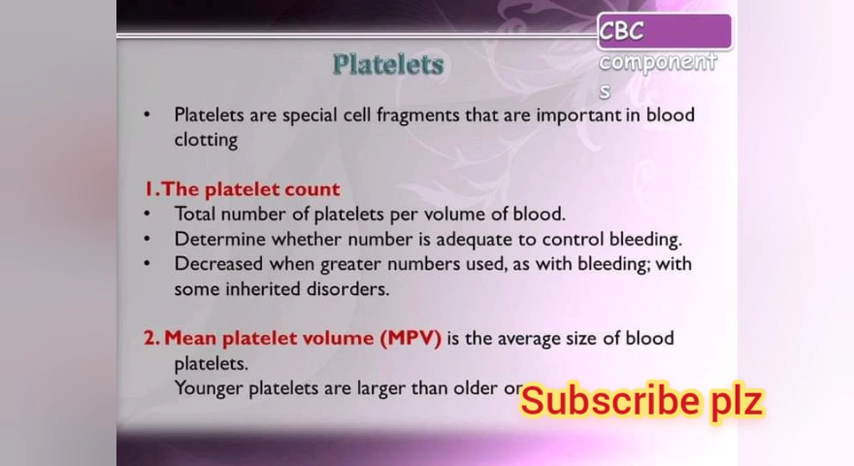 CBC
component
s
Platelets
• Platelets are special cell fragments that are important in blood
clotting
1.The platelet count
• Total number of platelets per volume of blood.
• Determine whether number is adequate to control bleeding.
• Decreased when greater numbers used, as with bleeding; with
some inherited disorders.
2. Mean platelet volume (MPV) is the average size of blood
platelets.
Younger platelets are larger than older
Subscribe plz